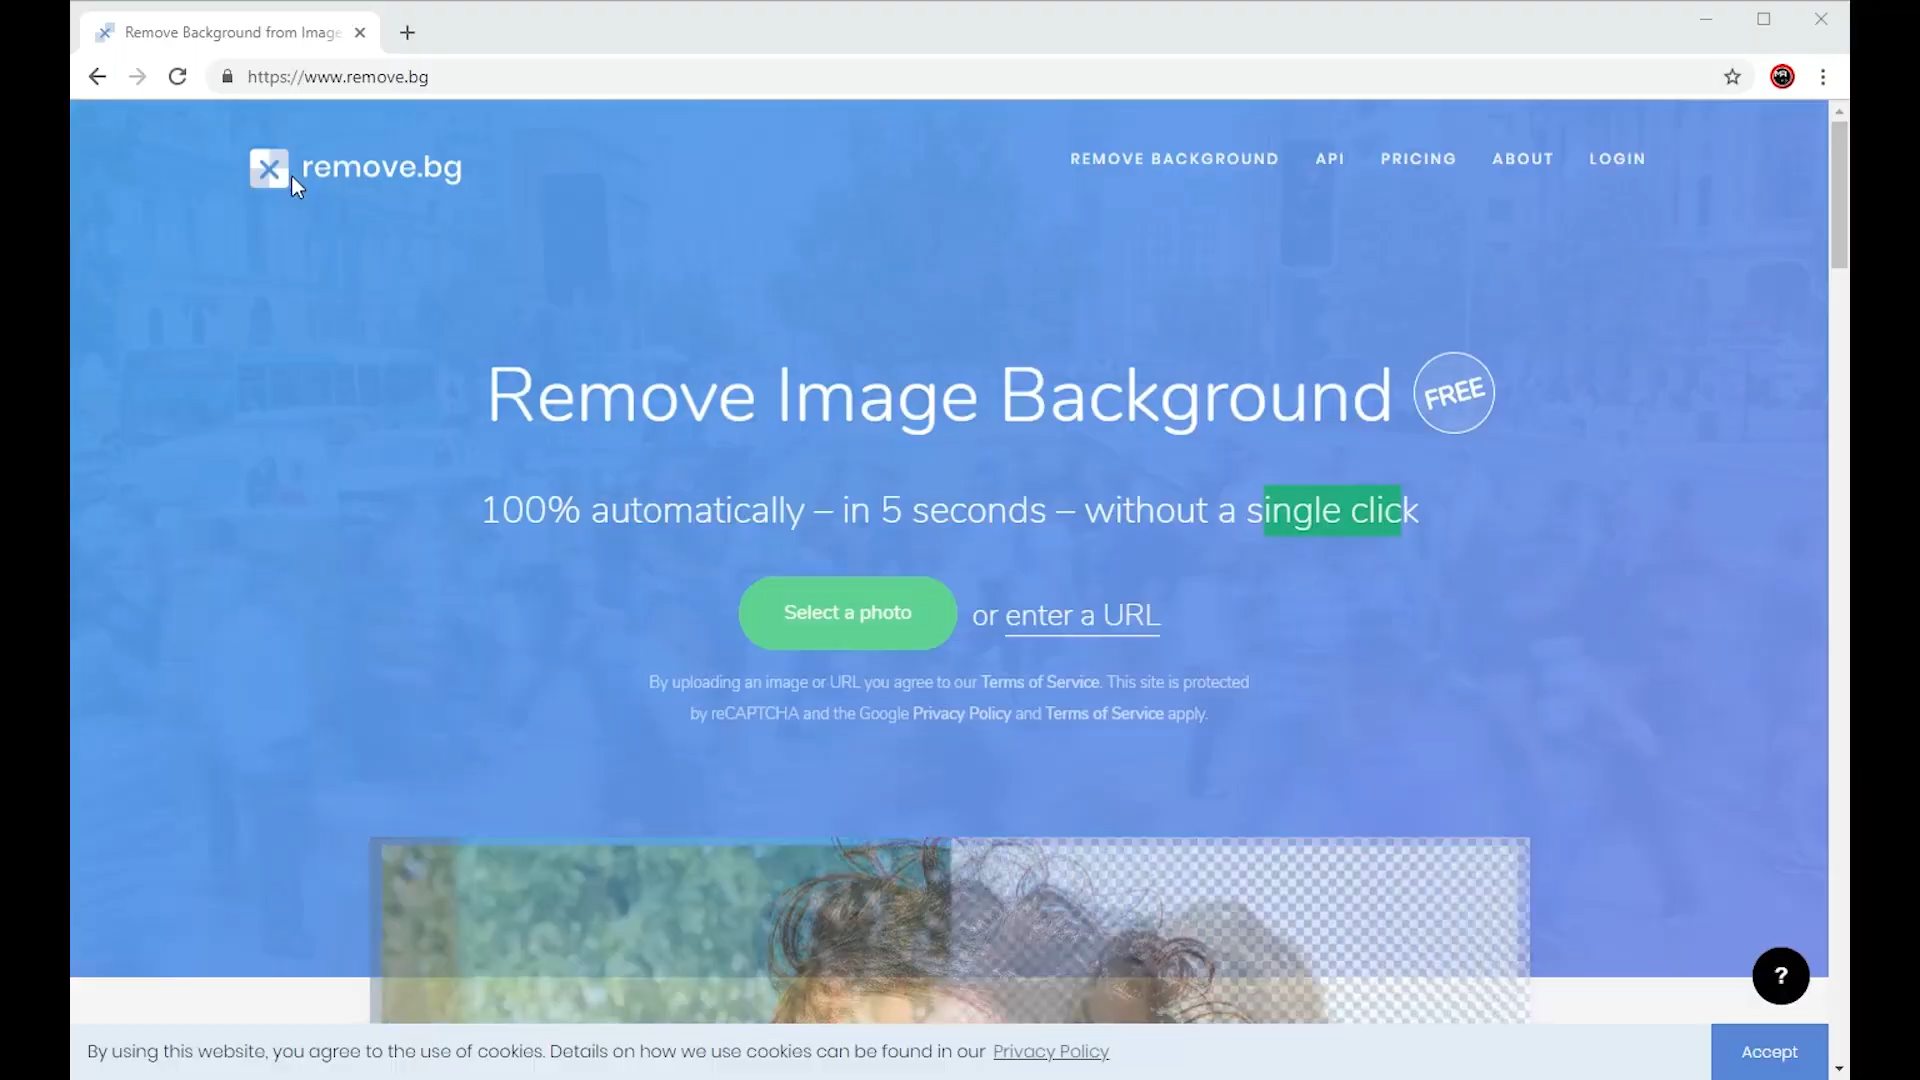 Remove Background from Image
https://www.remove.bg
remove.bg
REMOVE BACKGROUND API PRICING ABOUT LOGIN
Remove Image Background FREE
100% automatically – in 5 seconds – without a single click
Select a photo or enter a URL
By uploading an image or URL you agree to our Terms of Service. This site is protected
by reCAPTCHA and the Google Privacy Policy and Terms of Service apply.
?
By using this website, you agree to the use of cookies. Details on how we use cookies can be found in our Privacy Policy
Accept